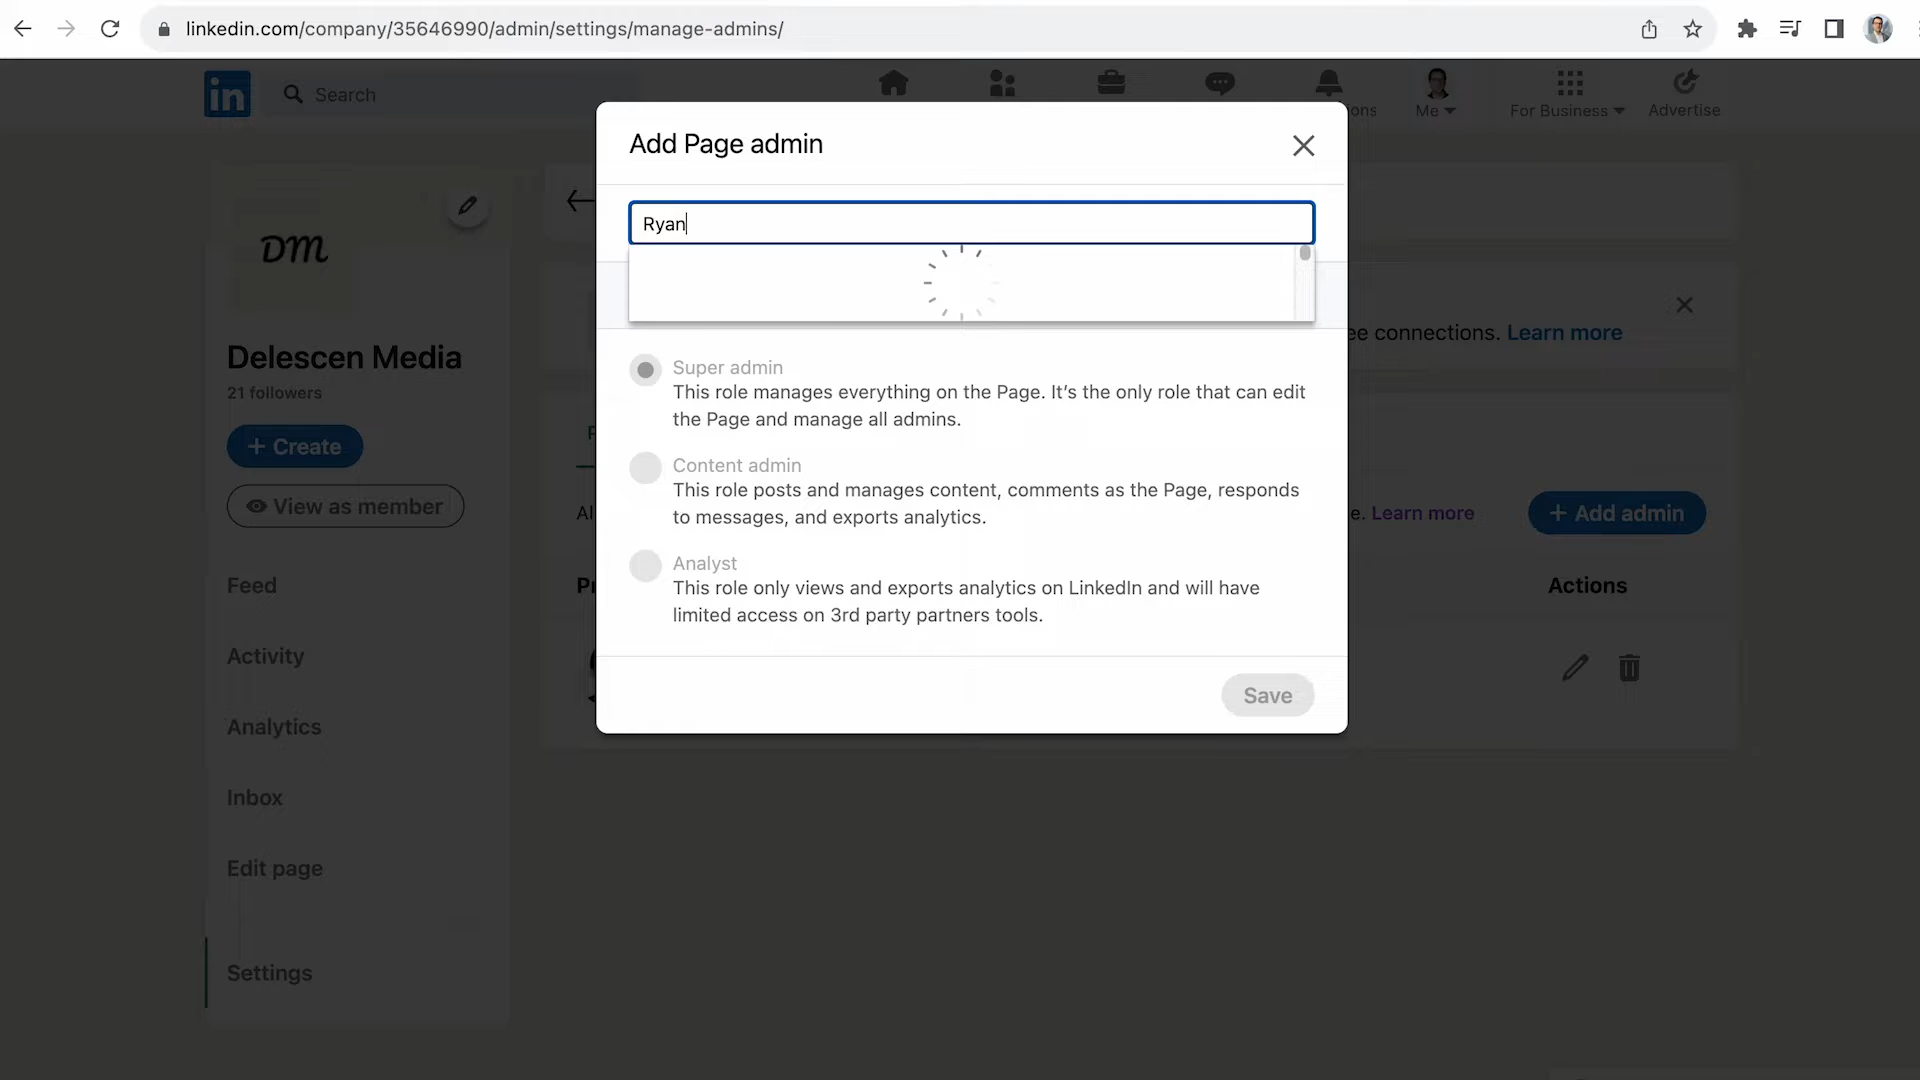 linkedin.com/company/35646990/admin/settings/manage-admins/
in
Search
ons
Me
For Business
Advertise
Add Page admin
Ryan
DM
Delescen Media
21 followers
+ Create
View as member
Feed
Activity
Analytics
Inbox
Edit page
Settings
ee connections. Learn more
Super admin
This role manages everything on the Page. It’s the only role that can edit
the Page and manage all admins.
Content admin
This role posts and manages content, comments as the Page, responds
to messages, and exports analytics.
Analyst
This role only views and exports analytics on LinkedIn and will have
limited access on 3rd party partners tools.
Save
Al
e. Learn more
+ Add admin
Actions